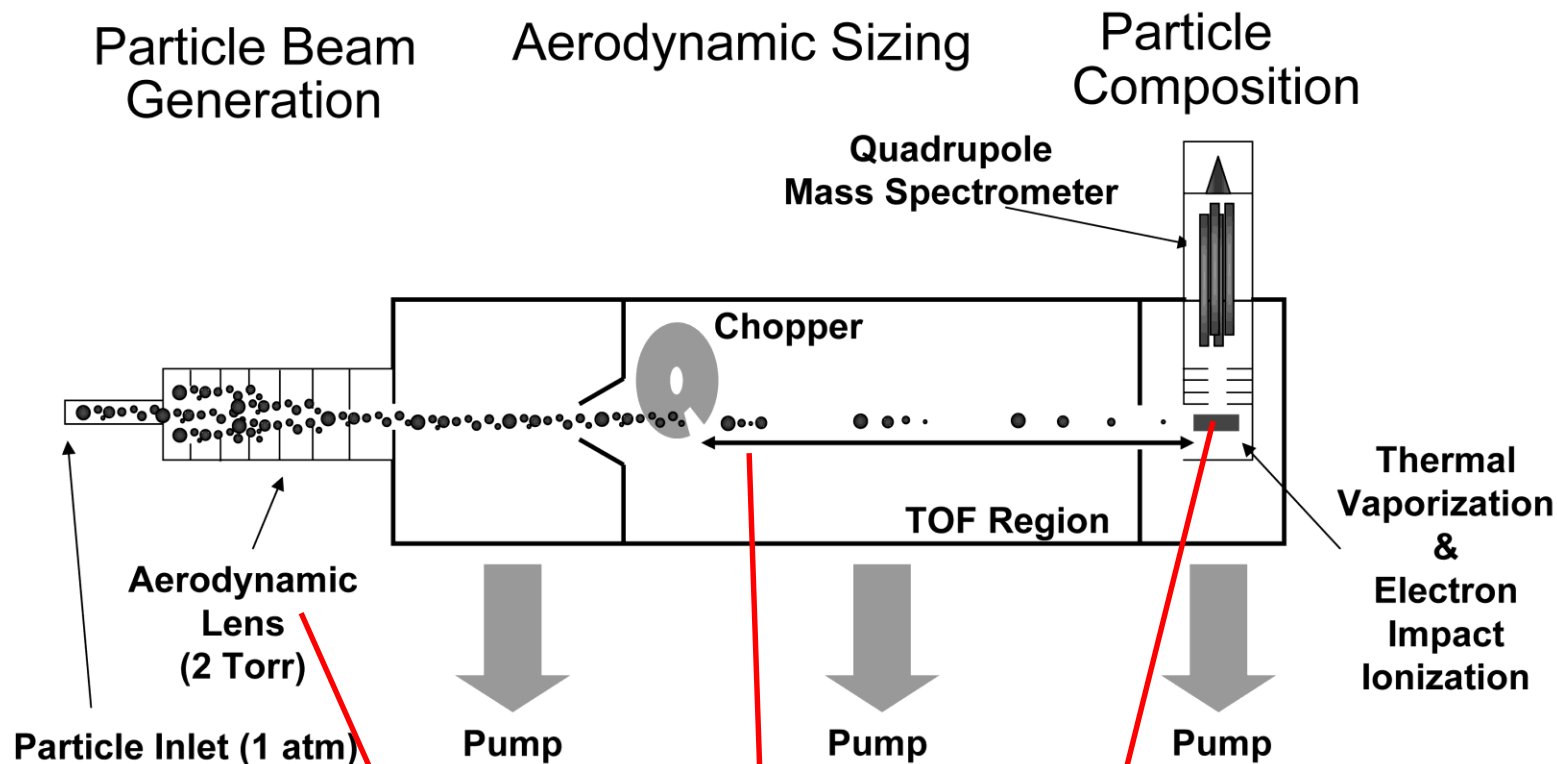 Particle Beam
Generation
Aerodynamic Sizing
Particle
Composition
Quadrupole
Mass Spectrometer
Chopper
TOF Region
Thermal
Vaporization
&
Electron
Impact
Ionization
Aerodynamic
Lens
(2 Torr)
Particle Inlet (1 atm)
Pump
Pump
Pump